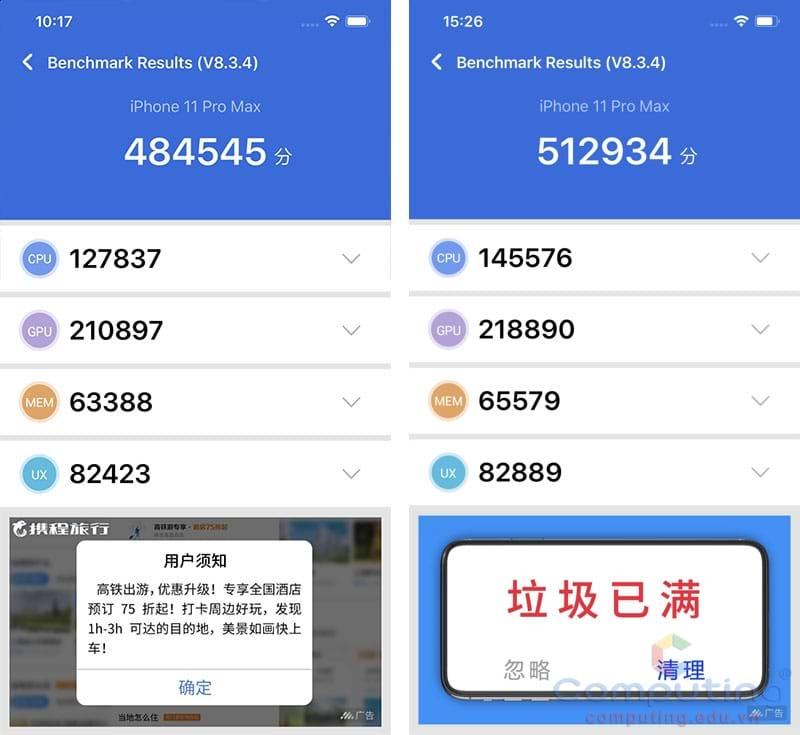 10:17
Benchmark Results (V8.3.4)
iPhone 11 Pro Max
484545 分
CPU 127837
GPU 210897
MEM 63388
UX 82423
携程旅行
高铁游专享
用户须知
高铁出游,优惠升级!专享全国酒店
预订 75 折起!打卡周边好玩,发现
1h-3h 可达的目的地,美景如画快上
车!
确定
当地怎么住
广告
15:26
Benchmark Results (V8.3.4)
iPhone 11 Pro Max
512934 分
CPU 145576
GPU 218890
MEM 65579
UX 82889
垃圾已满
忽略 清理
Computing
computing.edu.vn
广告